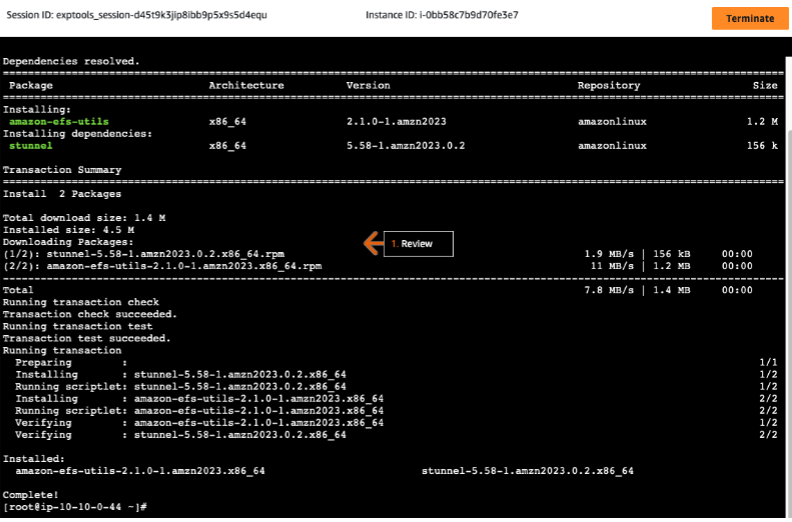 Session ID: exptools_session-d45t9k3jip8ibb9p5x9s5d4equ Instance ID: i-0bb58c7b9d70fe3e7 Terminate
Dependencies resolved.
Package Architecture Version Repository Size
Installing:
amazon-efs-utils x86_64 2.1.0-1.amzn2023 amazonlinux 1.2 M
Installing dependencies:
stunnel x86_64 5.58-1.amzn2023.0.2 amazonlinux 156 k
Transaction Summary
Install 2 Packages
Total download size: 1.4 M
Installed size: 4.5 M
Downloading Packages:
1. Review
(1/2): stunnel-5.58-1.amzn2023.0.2.x86_64.rpm 1.9 MB/s | 156 kB 00:00
(2/2): amazon-efs-utils-2.1.0-1.amzn2023.x86_64.rpm 11 MB/s | 1.2 MB 00:00
Total 7.8 MB/s | 1.4 MB 00:00
Running transaction check
Transaction check succeeded.
Running transaction test
Transaction test succeeded.
Running transaction
Preparing : 1/1
Installing : stunnel-5.58-1.amzn2023.0.2.x86_64 1/2
Running scriptlet: stunnel-5.58-1.amzn2023.0.2.x86_64 1/2
Installing : amazon-efs-utils-2.1.0-1.amzn2023.x86_64 2/2
Running scriptlet: amazon-efs-utils-2.1.0-1.amzn2023.x86_64 2/2
Verifying : amazon-efs-utils-2.1.0-1.amzn2023.x86_64 1/2
Verifying : stunnel-5.58-1.amzn2023.0.2.x86_64 2/2
Installed:
amazon-efs-utils-2.1.0-1.amzn2023.x86_64 stunnel-5.58-1.amzn2023.0.2.x86_64
Complete!
[root@ip-10-10-0-44 ~]#